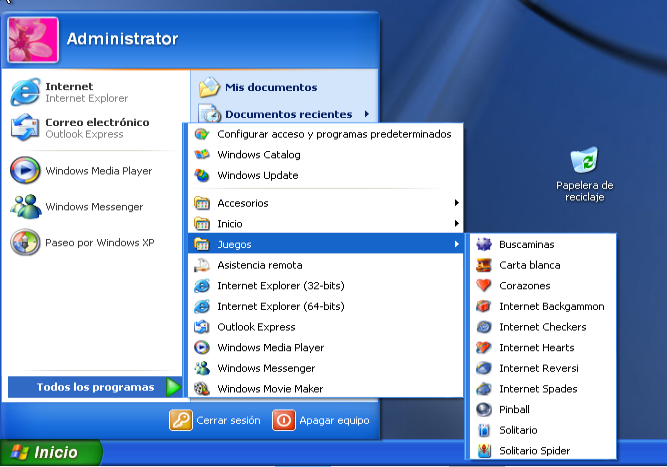 Administrator
Internet
Internet Explorer
Correo electrónico
Outlook Express
Windows Media Player
Windows Messenger
Paseo por Windows XP
Todos los programas
Mis documentos
Documentos recientes
Configurar acceso y programas predeterminados
Windows Catalog
Windows Update
Accesorios
Inicio
Juegos
Asistencia remota
Internet Explorer (32-bits)
Internet Explorer (64-bits)
Outlook Express
Windows Media Player
Windows Messenger
Windows Movie Maker
Buscaminas
Carta blanca
Corazones
Internet Backgammon
Internet Checkers
Internet Hearts
Internet Reversi
Internet Spades
Pinball
Solitario
Solitario Spider
Papelera de
reciclaje
Cerrar sesión
Apagar equipo
Inicio